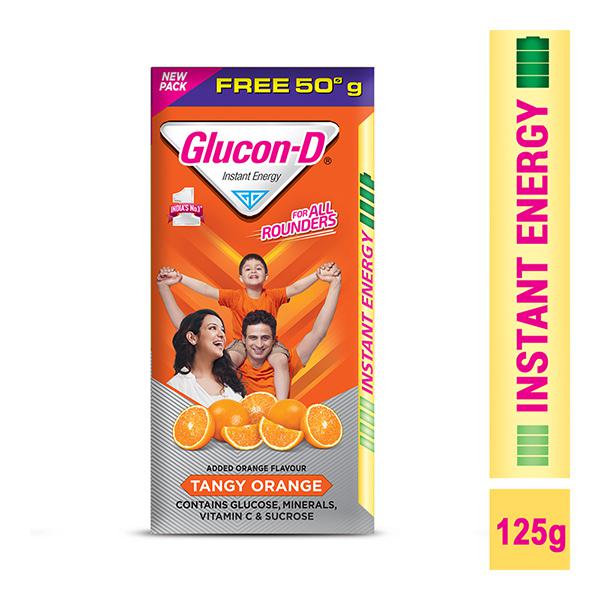 NEW
PACK
FREE 50ø g
Glucon-D®
Instant Energy
INDIA'S No.1*
FOR ALL
ROUNDERS
INSTANT ENERGY
ADDED ORANGE FLAVOUR
TANGY ORANGE
CONTAINS GLUCOSE, MINERALS,
VITAMIN C & SUCROSE
INSTANT ENERGY
125g